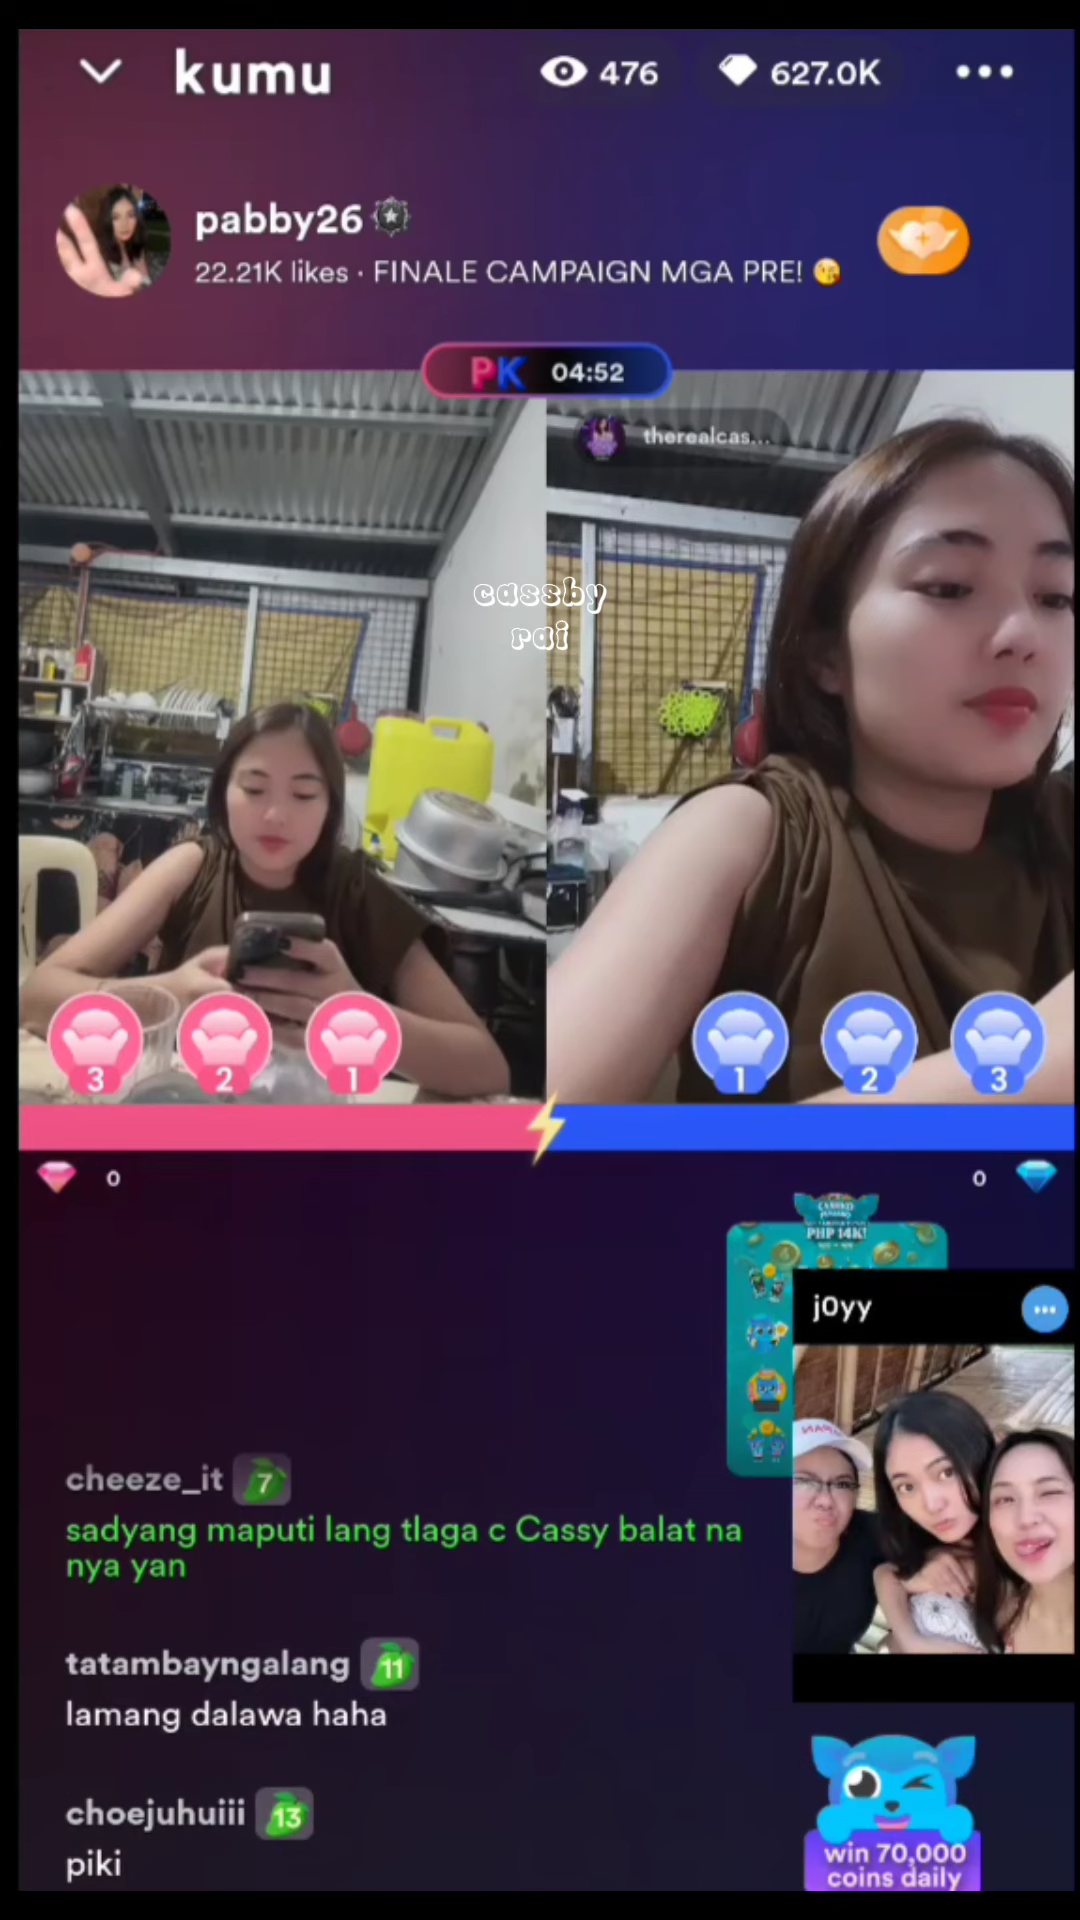 kumu
476
627.0K
pabby26
22.21K likes · FINALE CAMPAIGN MGA PRE! 😘
PK 04:52
therealcas...
cassby
rai
3
2
1
1
2
3
0
0
PHP 14K!
j0yy
cheeze_it 7
sadyang maputi lang tlaga c Cassy balat na
nya yan
tatambayngalang 11
lamang dalawa haha
choejuhuiii 13
piki
win 70,000
coins daily